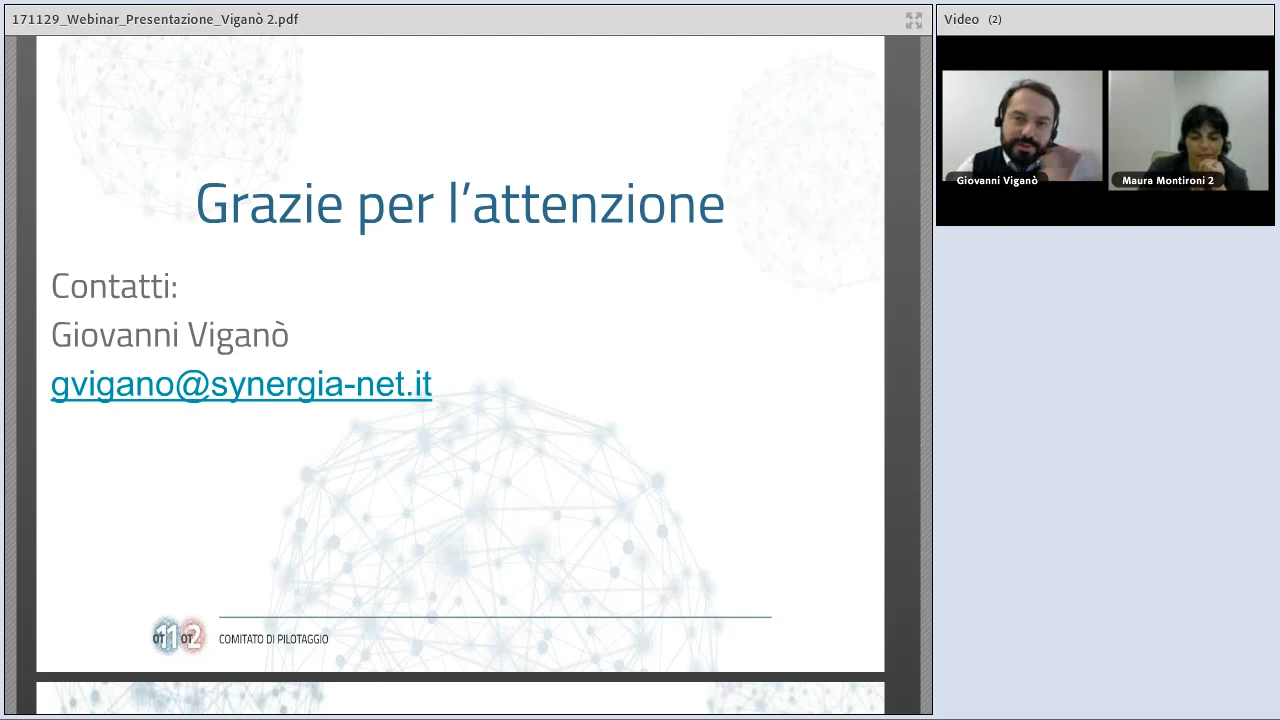 171129_Webinar_Presentazione_Viganò 2.pdf
Video (2)
Giovanni Viganò
Maura Montironi 2
Grazie per l’attenzione
Contatti:
Giovanni Viganò
gvigano@synergia-net.it
OT11 OT2
COMITATO DI PILOTAGGIO